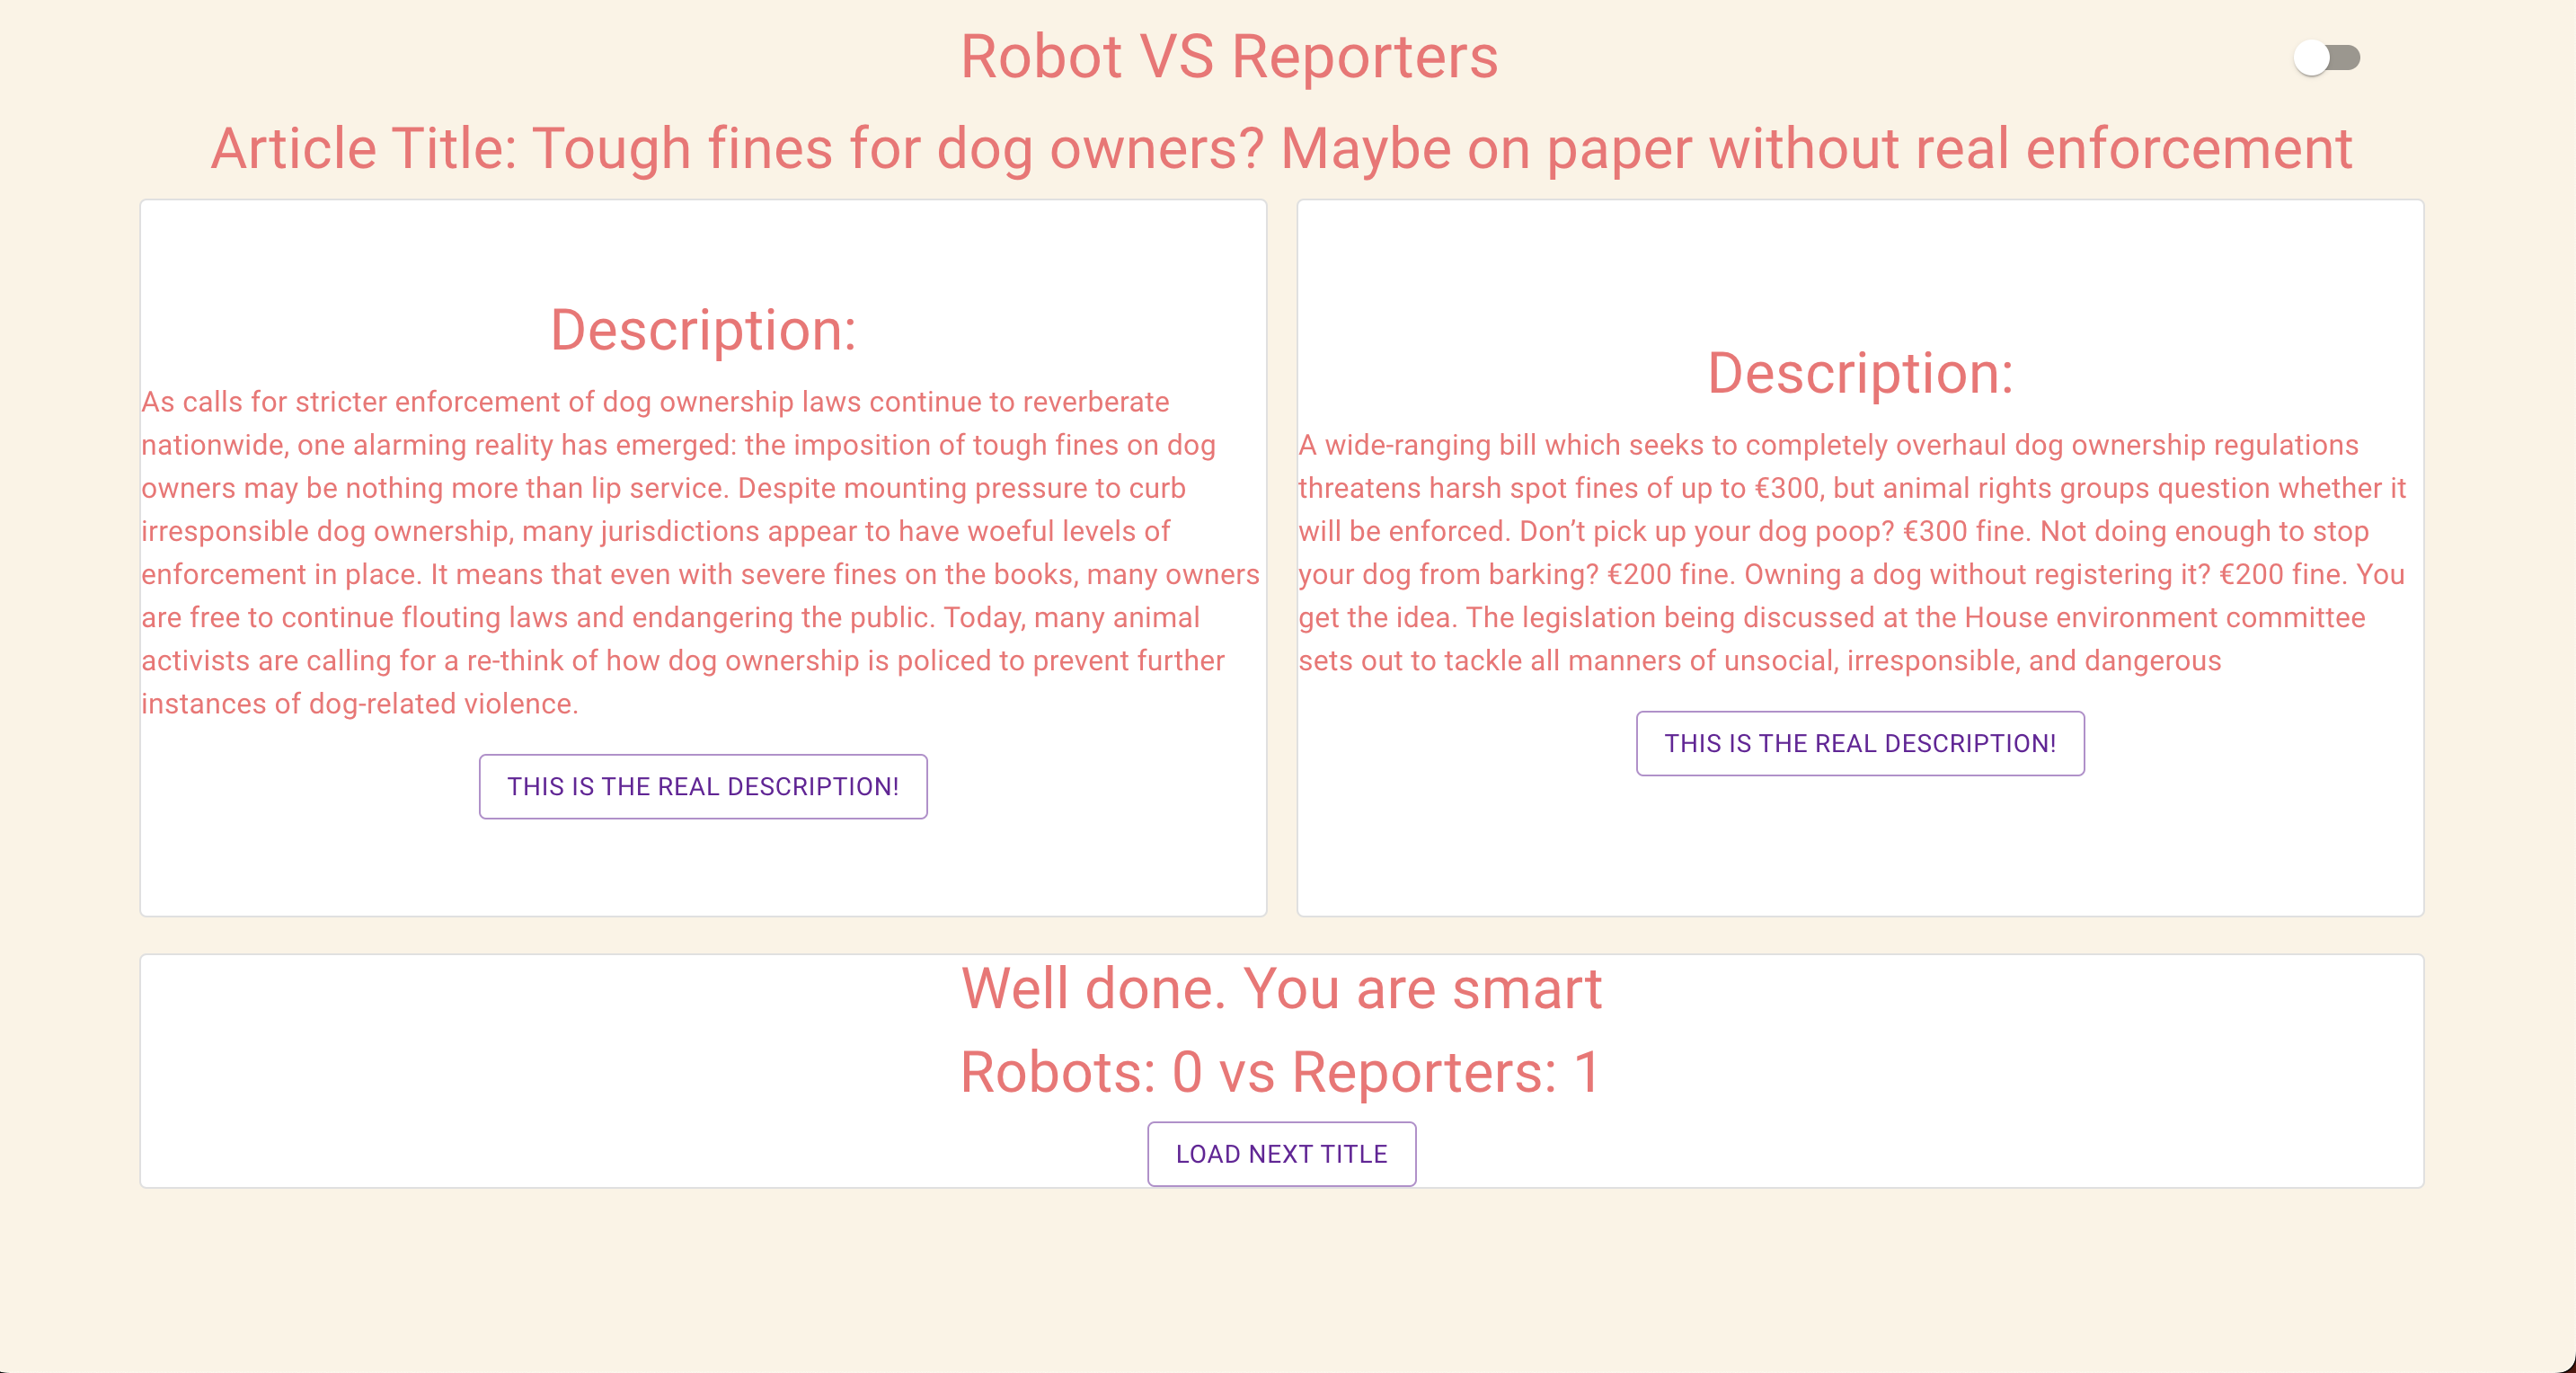 Robot VS Reporters
Article Title: Tough fines for dog owners? Maybe on paper without real enforcement
Description:
As calls for stricter enforcement of dog ownership laws continue to reverberate
nationwide, one alarming reality has emerged: the imposition of tough fines on dog
owners may be nothing more than lip service. Despite mounting pressure to curb
irresponsible dog ownership, many jurisdictions appear to have woeful levels of
enforcement in place. It means that even with severe fines on the books, many owners
are free to continue flouting laws and endangering the public. Today, many animal
activists are calling for a re-think of how dog ownership is policed to prevent further
instances of dog-related violence.
THIS IS THE REAL DESCRIPTION!
Description:
A wide-ranging bill which seeks to completely overhaul dog ownership regulations
threatens harsh spot fines of up to €300, but animal rights groups question whether it
will be enforced. Don’t pick up your dog poop? €300 fine. Not doing enough to stop
your dog from barking? €200 fine. Owning a dog without registering it? €200 fine. You
get the idea. The legislation being discussed at the House environment committee
sets out to tackle all manners of unsocial, irresponsible, and dangerous
THIS IS THE REAL DESCRIPTION!
Well done. You are smart
Robots: 0 vs Reporters: 1
LOAD NEXT TITLE